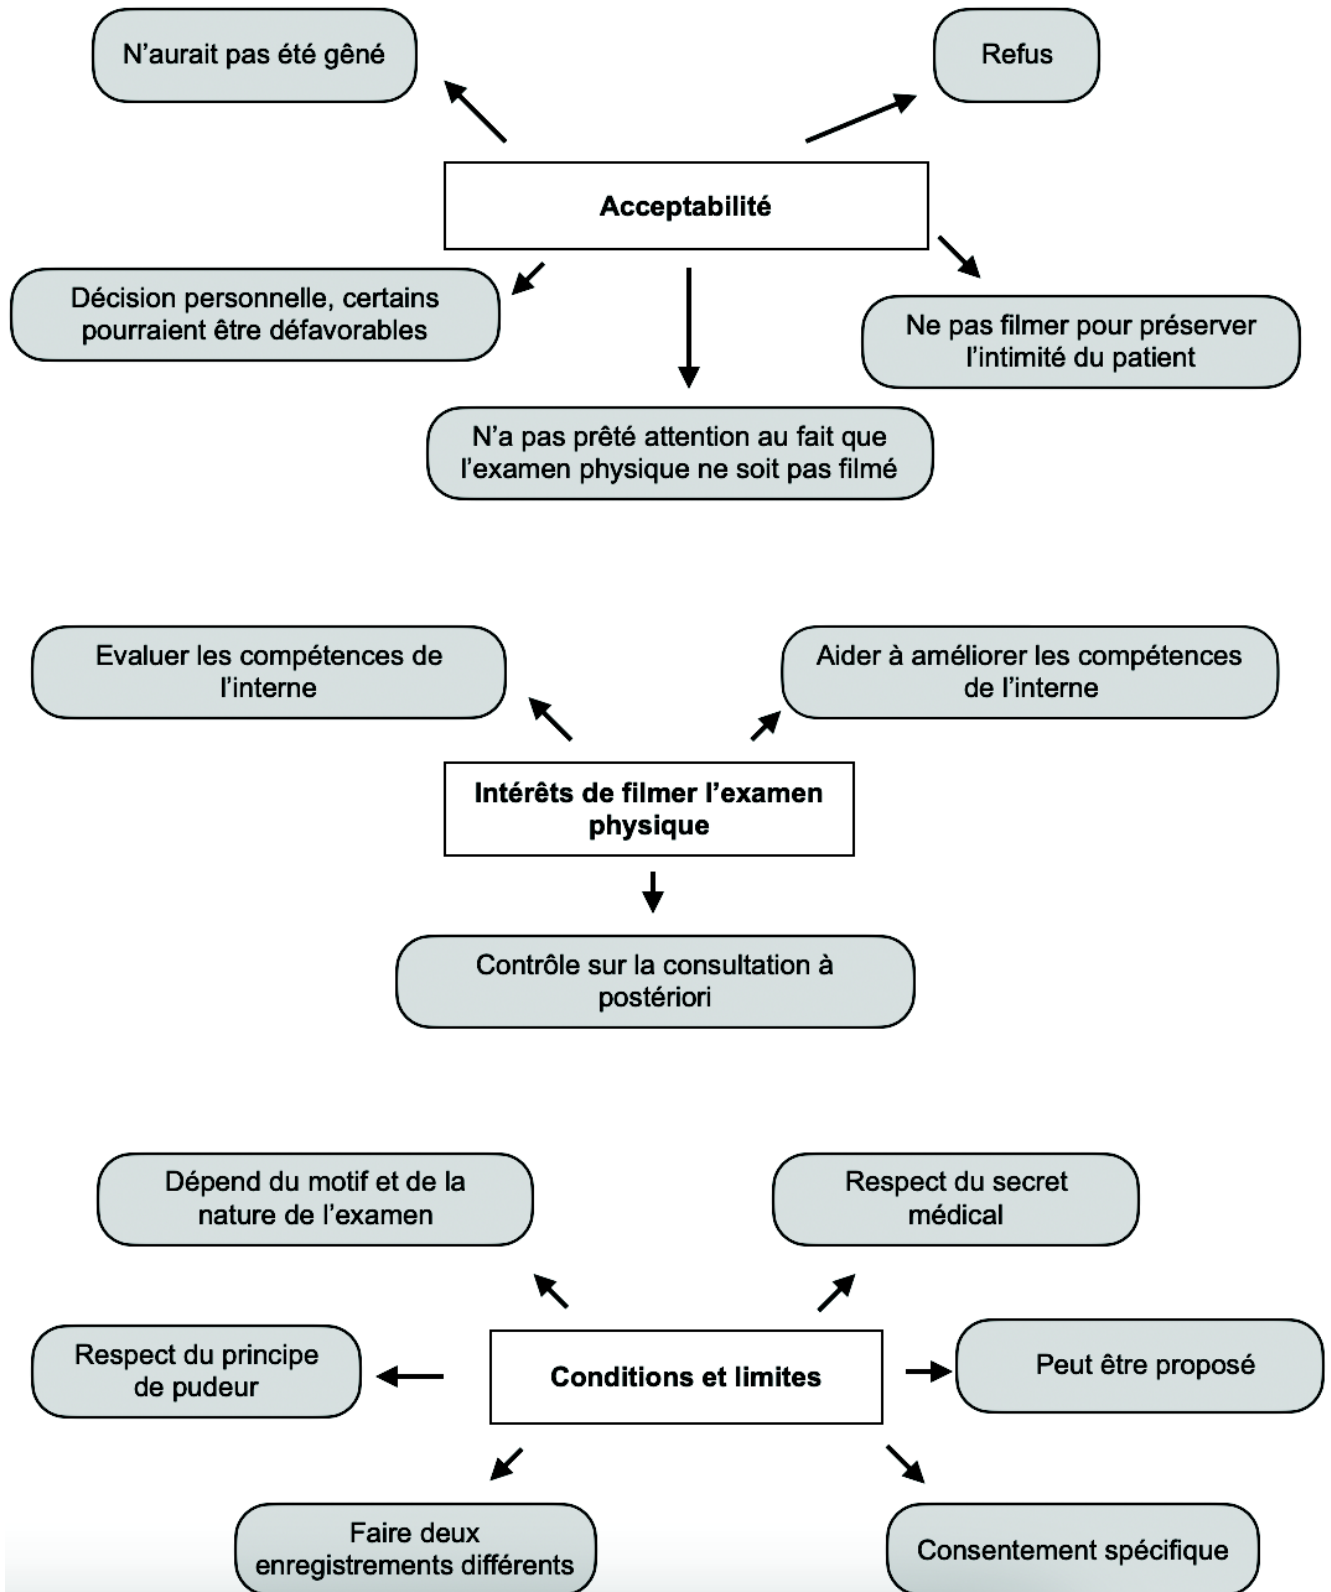 N'aurait pas été gêné
Refus
Acceptabilité
Décision personnelle, certains
pourraient être défavorables
Ne pas filmer pour préserver
l'intimité du patient
N'a pas prêté attention au fait que
l'examen physique ne soit pas filmé
Evaluer les compétences de
l'interne
Aider à améliorer les compétences
de l'interne
Intérêts de filmer l'examen
physique
Contrôle sur la consultation à
postériori
Dépend du motif et de la
nature de l'examen
Respect du secret
médical
Respect du principe
de pudeur
Conditions et limites
Peut être proposé
Faire deux
enregistrements différents
Consentement spécifique